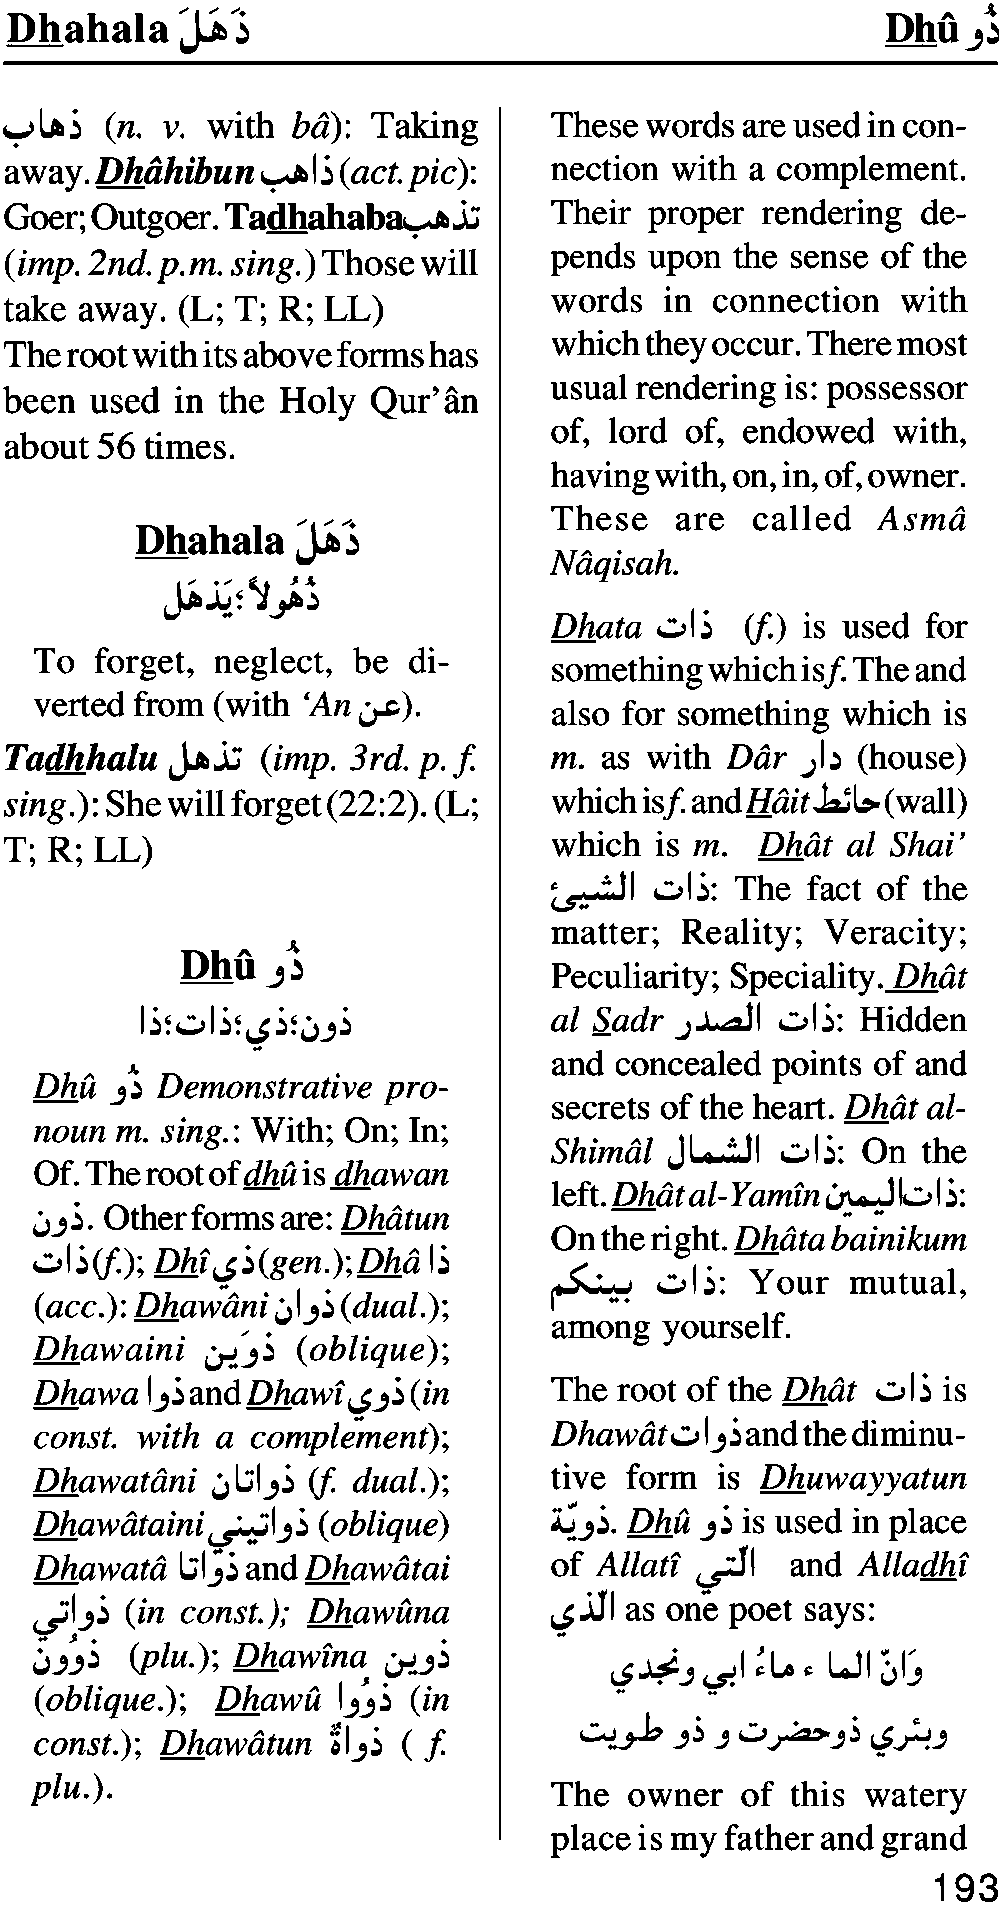 Dhahala ذَهَلَ
Dhû ذُو
ذهاب (n. v. with bâ): Taking
away. Dhâhibun ذاهب (act. pic):
Goer; Outgoer. Tadhahaba تذهب
(imp. 2nd. p.m. sing.) Those will
take away. (L; T; R; LL)
The root with its above forms has
been used in the Holy Qur’ân
about 56 times.
Dhahala ذَهَلَ
ذُهُولاً؛يَذهَل
To forget, neglect, be di-
verted from (with ‘An عن).
Tadhhalu تذهل (imp. 3rd. p. f.
sing.): She will forget (22:2). (L;
T; R; LL)
Dhû ذُو
ذون؛ذي؛ذات؛ذا
Dhû ذُو Demonstrative pro-
noun m. sing.: With; On; In;
Of. The root of dhû is dhawan
ذون. Other forms are: Dhâtun
ذات (f.); Dhî ذي (gen.); Dhâ ذا
(acc.): Dhawâni ذوان (dual.);
Dhawaini ذوَين (oblique);
Dhawa ذوا and Dhawî ذوي (in
const. with a complement);
Dhawatâni ذواتان (f. dual.);
Dhawâtaini ذواتيني (oblique)
Dhawatâ ذواتا and Dhawâtai
ذواتي (in const.); Dhawûna
ذوُون (plu.); Dhawîna ذوين
(oblique.); Dhawû ذوُوا (in
const.); Dhawâtun ذواةٌ ( f.
plu.).
These words are used in con-
nection with a complement.
Their proper rendering de-
pends upon the sense of the
words in connection with
which they occur. There most
usual rendering is: possessor
of, lord of, endowed with,
having with, on, in, of, owner.
These are called Asmâ
Nâqisah.
Dhata ذات (f.) is used for
something which is f. The and
also for something which is
m. as with Dâr دار (house)
which is f. and Hâit حائط (wall)
which is m. Dhât al Shai’
ذات الشيئ: The fact of the
matter; Reality; Veracity;
Peculiarity; Speciality. Dhât
al Sadr ذات الصدر: Hidden
and concealed points of and
secrets of the heart. Dhât al-
Shimâl ذات الشمال: On the
left. Dhât al-Yamîn ذات اليمين:
On the right. Dhâta bainikum
ذات بينكم: Your mutual,
among yourself.
The root of the Dhât ذات is
Dhawât ذوات and the diminu-
tive form is Dhuwayyatun
ذويّة. Dhû ذو is used in place
of Allatî الّتي and Alladhî
الّذي as one poet says:
وَانّ الما ء ماءُ ابي ونجدي
وبئري ذوحضرت و ذو طويت
The owner of this watery
place is my father and grand
193